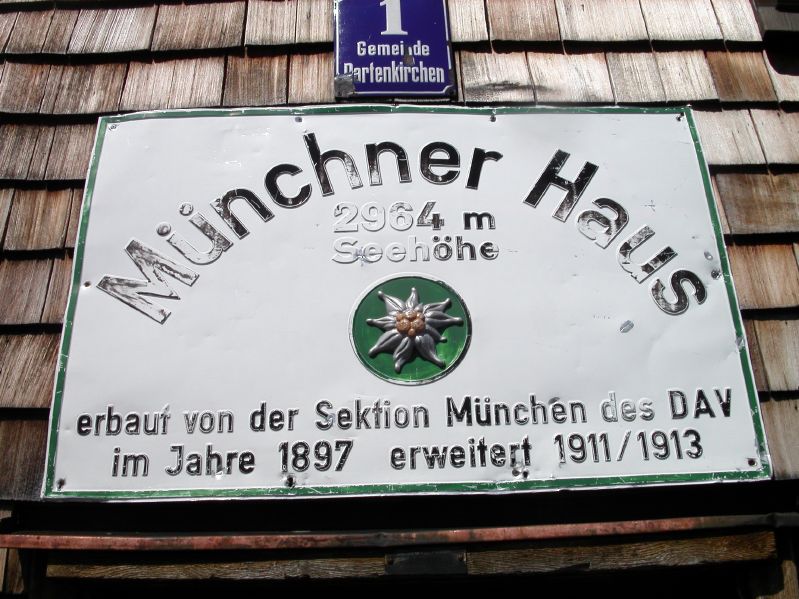 1
Gemeinde
Partenkirchen
Münchner Haus
2964 m
Seehöhe
erbaut von der Sektion München des DAV
im Jahre 1897 erweitert 1911/1913